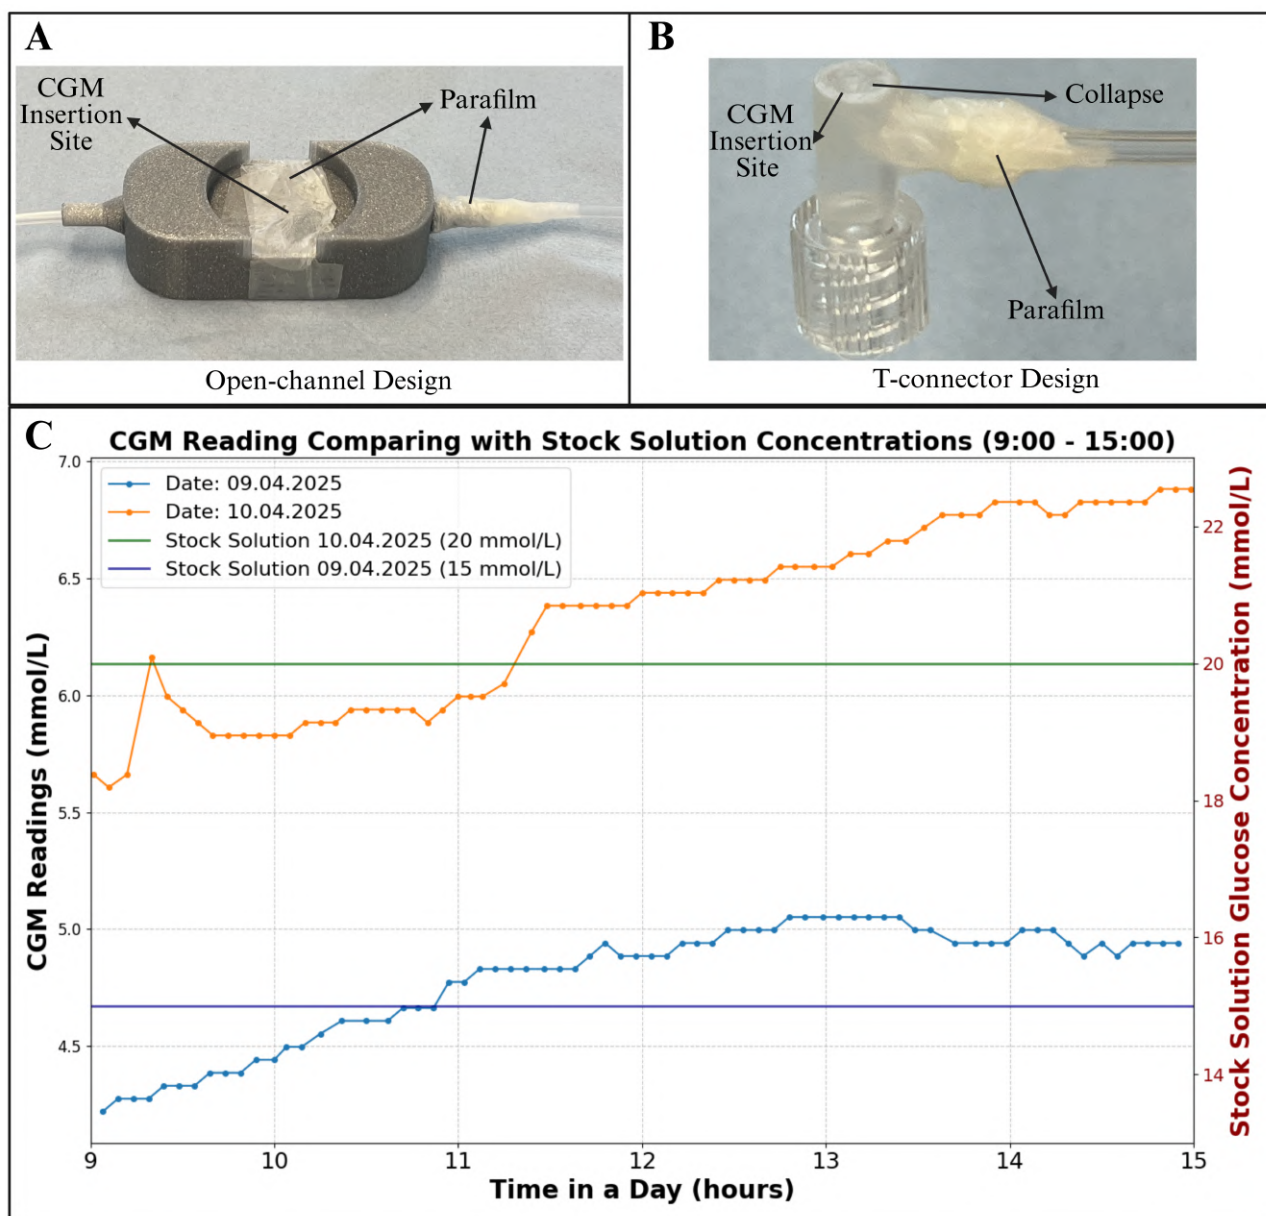 A
CGM
Insertion
Site
Parafilm
Open-channel Design
B
CGM
Insertion
Site
Collapse
Parafilm
T-connector Design
C
CGM Reading Comparing with Stock Solution Concentrations (9:00 - 15:00)
Date: 09.04.2025
Date: 10.04.2025
Stock Solution 10.04.2025 (20 mmol/L)
Stock Solution 09.04.2025 (15 mmol/L)
CGM Readings (mmol/L)
7.0
6.5
6.0
5.5
5.0
4.5
Stock Solution Glucose Concentration (mmol/L)
22
20
18
16
14
9 10 11 12 13 14 15
Time in a Day (hours)